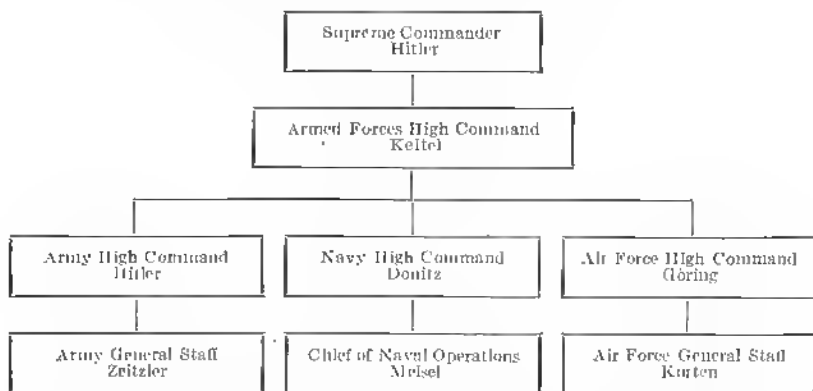 Supreme Commander
Hitler
Armed Forces High Command
Keitel
Army High Command
Hitler
Navy High Command
Donitz
Air Force High Command
Göring
Army General Staff
Zeitzler
Chief of Naval Operations
Meisel
Air Force General Staff
Korten